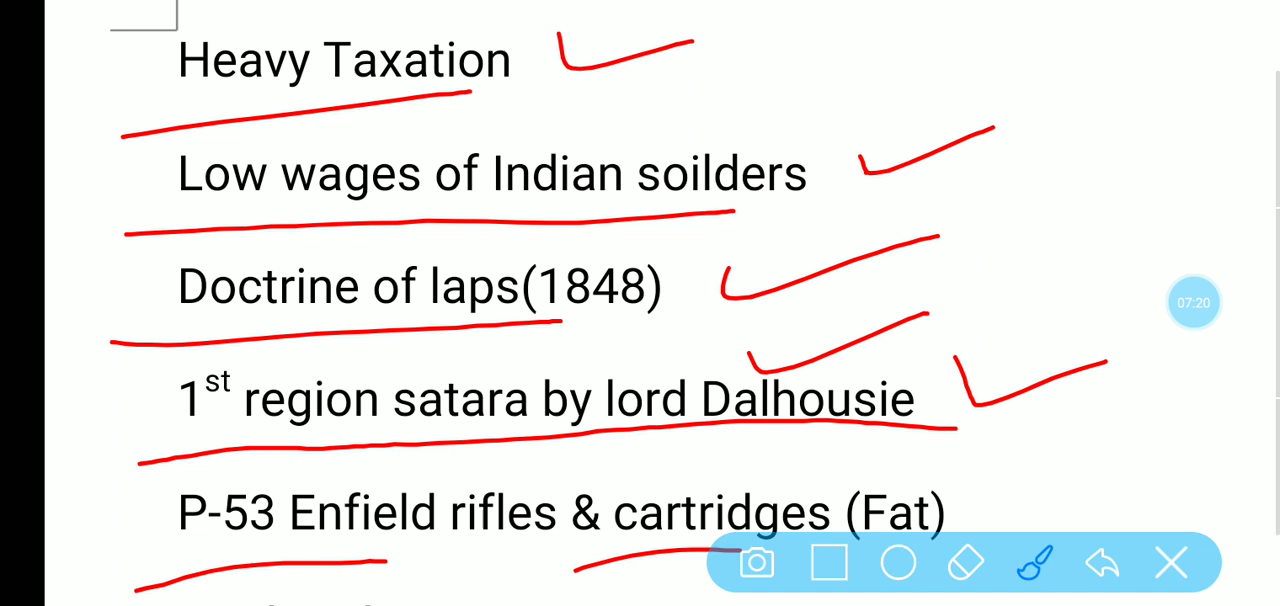 Heavy Taxation
Low wages of Indian soilders
Doctrine of laps(1848)
1st region satara by lord Dalhousie
P-53 Enfield rifles & cartridges (Fat)
07:20